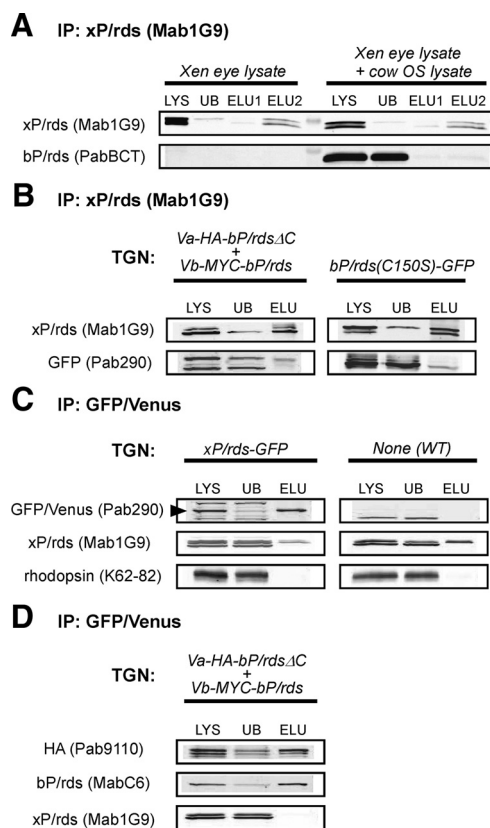 A IP: xP/rds (Mab1G9)
Xen eye lysate
Xen eye lysate
+ cow OS lysate
LYS UB ELU1 ELU2 LYS UB ELU1 ELU2
xP/rds (Mab1G9)
bP/rds (PabBCT)
B IP: xP/rds (Mab1G9)
TGN:
Va-HA-bP/rdsΔC
+
Vb-MYC-bP/rds
bP/rds(C150S)-GFP
LYS UB ELU LYS UB ELU
xP/rds (Mab1G9)
GFP (Pab290)
C IP: GFP/Venus
TGN: xP/rds-GFP None (WT)
LYS UB ELU LYS UB ELU
GFP/Venus (Pab290)
xP/rds (Mab1G9)
rhodopsin (K62-82)
D IP: GFP/Venus
TGN:
Va-HA-bP/rdsΔC
+
Vb-MYC-bP/rds
LYS UB ELU
HA (Pab9110)
bP/rds (MabC6)
xP/rds (Mab1G9)